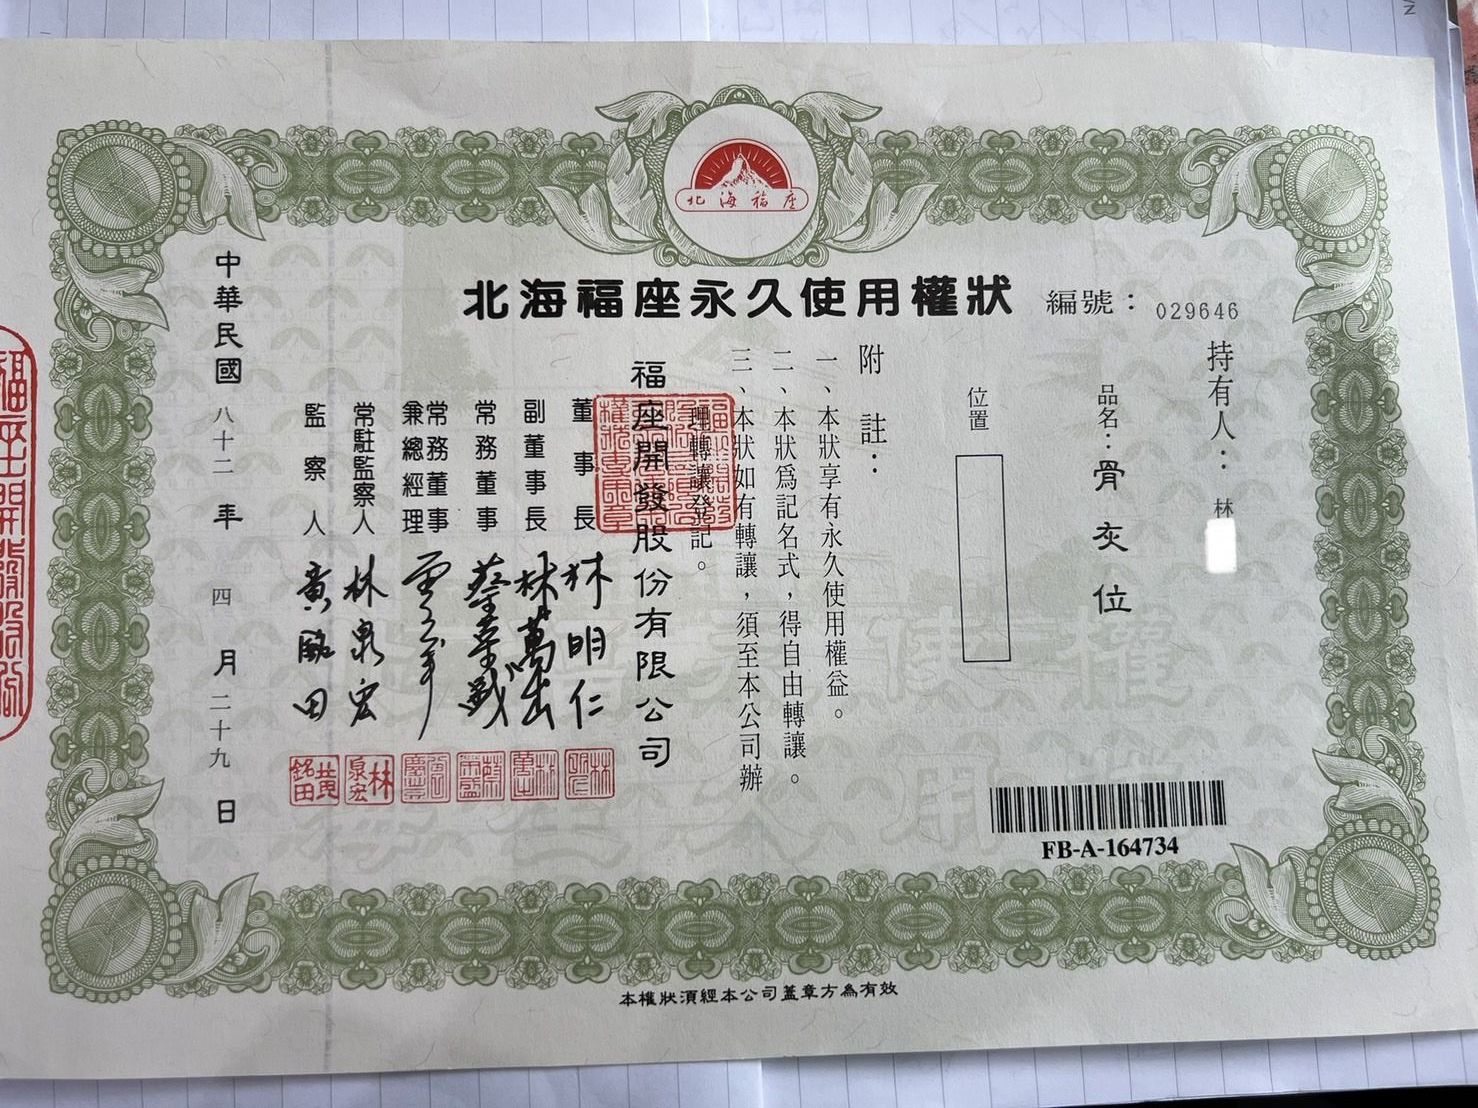 北海福座
北海福座永久使用權狀
編號：029646
持有人：林
品名：骨灰位
位置
附註：
一、本狀享有永久使用權益。
二、本狀為記名式，得自由轉讓。
三、本狀如有轉讓，須至本公司辦
理轉讓登記。
福座開發股份有限公司
董事長 林明仁
副董事長 林萬出
常務董事
常務董事
兼總經理
常駐監察人 林泉宏
監察人 黃銘田
中華民國八十二年四月二十九日
林泉宏
黃銘田
FB-A-164734
本權狀須經本公司蓋章方為有效